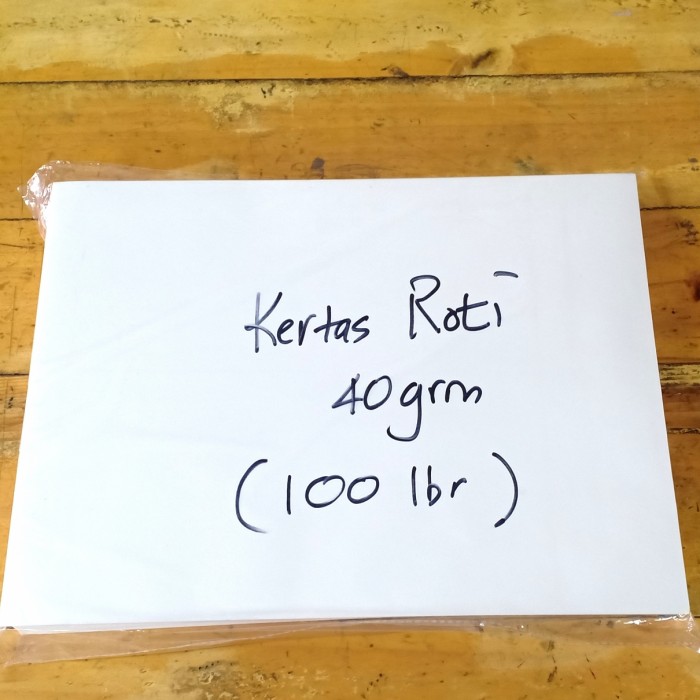 Kertas Roti
40grm
(100 lbr)